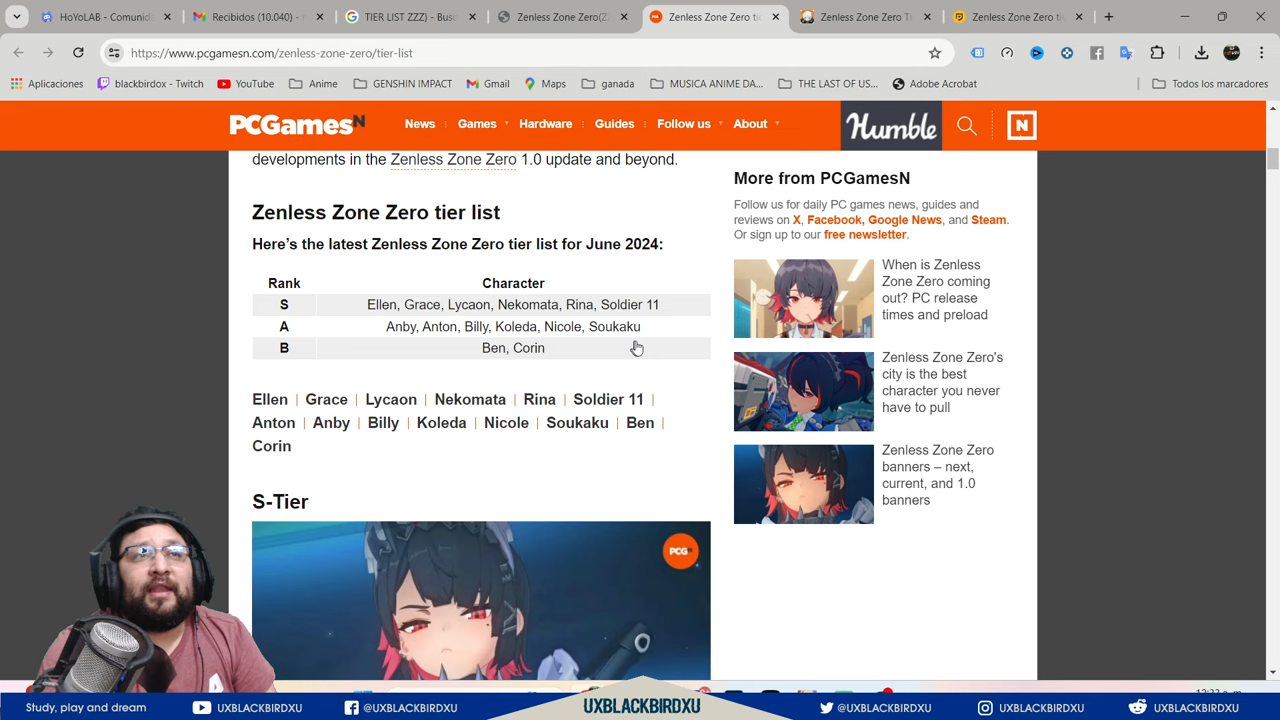 HoYoLAB - Comunid
Recibidos (10.040) -
TIER LIST ZZZ) - Busc
Zenless Zone Zero(Z
Zenless Zone Zero tie
Zenless Zone Zero T
Zenless Zone Zero tie
https://www.pcgamesn.com/zenless-zone-zero/tier-list
Aplicaciones
blackbirdox - Twitch
YouTube
Anime
GENSHIN IMPACT
Gmail
Maps
ganada
MUSICA ANIME DA...
THE LAST OF US...
Adobe Acrobat
Todos los marcadores
PCGamesN
News
Games
Hardware
Guides
Follow us
About
Humble
N
developments in the Zenless Zone Zero 1.0 update and beyond.
Zenless Zone Zero tier list
Here's the latest Zenless Zone Zero tier list for June 2024:
Rank Character
S Ellen, Grace, Lycaon, Nekomata, Rina, Soldier 11
A Anby, Anton, Billy, Koleda, Nicole, Soukaku
B Ben, Corin
Ellen | Grace | Lycaon | Nekomata | Rina | Soldier 11 |
Anton | Anby | Billy | Koleda | Nicole | Soukaku | Ben |
Corin
S-Tier
PCGN
More from PCGamesN
Follow us for daily PC games news, guides and
reviews on X, Facebook, Google News, and Steam.
Or sign up to our free newsletter.
When is Zenless
Zone Zero coming
out? PC release
times and preload
Zenless Zone Zero's
city is the best
character you never
have to pull
Zenless Zone Zero
banners – next,
current, and 1.0
banners
Study, play and dream
UXBLACKBIRDXU
@UXBLACKBIRDXU
UXBLACKBIRDXU
@UXBLACKBIRDXU
UXBLACKBIRDXU
UXBLACKBIRDXU